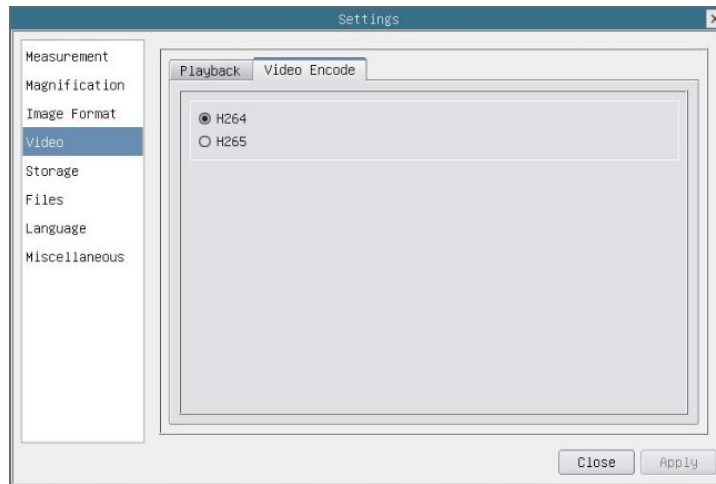 Settings
Measurement
Magnification
Image Format
Video
Storage
Files
Language
Miscellaneous
Playback
Video Encode
H264
H265
Close
Apply